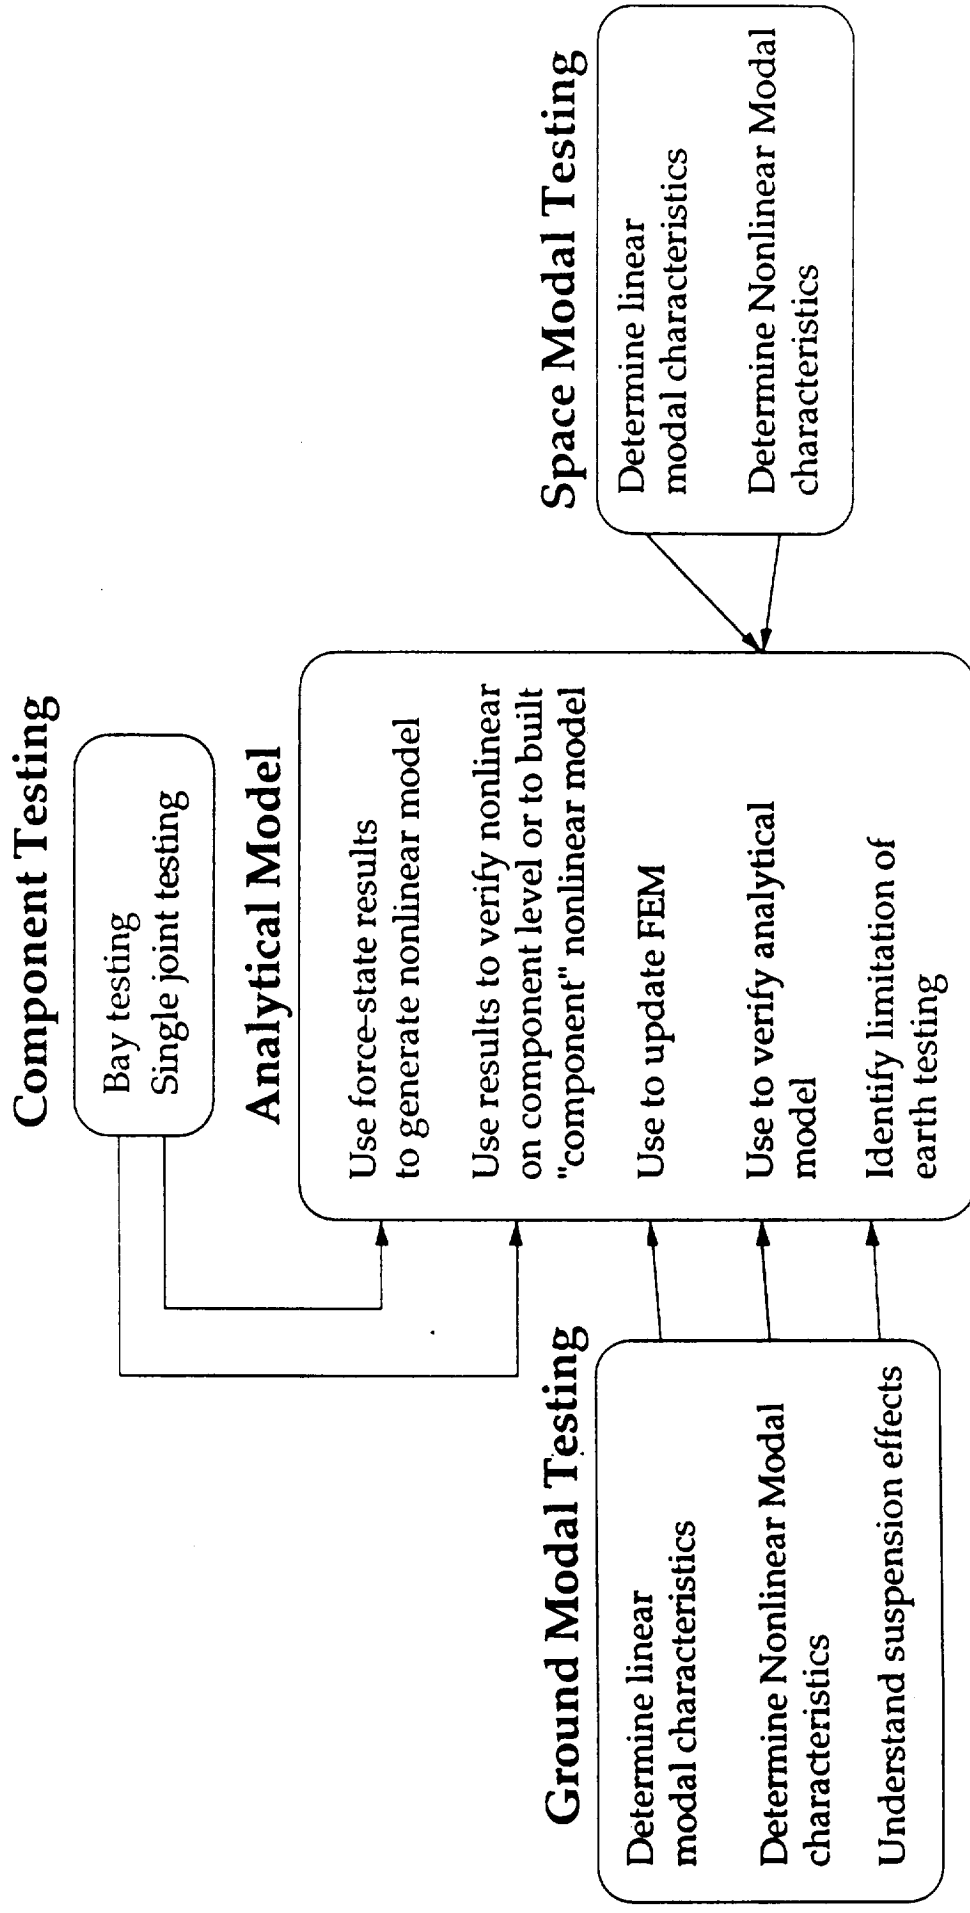 Component Testing
Bay testing
Single joint testing
Analytical Model
Use force-state results
to generate nonlinear model
Use results to verify nonlinear
on component level or to built
"component" nonlinear model
Use to update FEM
Use to verify analytical
model
Identify limitation of
earth testing
Ground Modal Testing
Determine linear
modal characteristics
Determine Nonlinear Modal
characteristics
Understand suspension effects
Space Modal Testing
Determine linear
modal characteristics
Determine Nonlinear Modal
characteristics